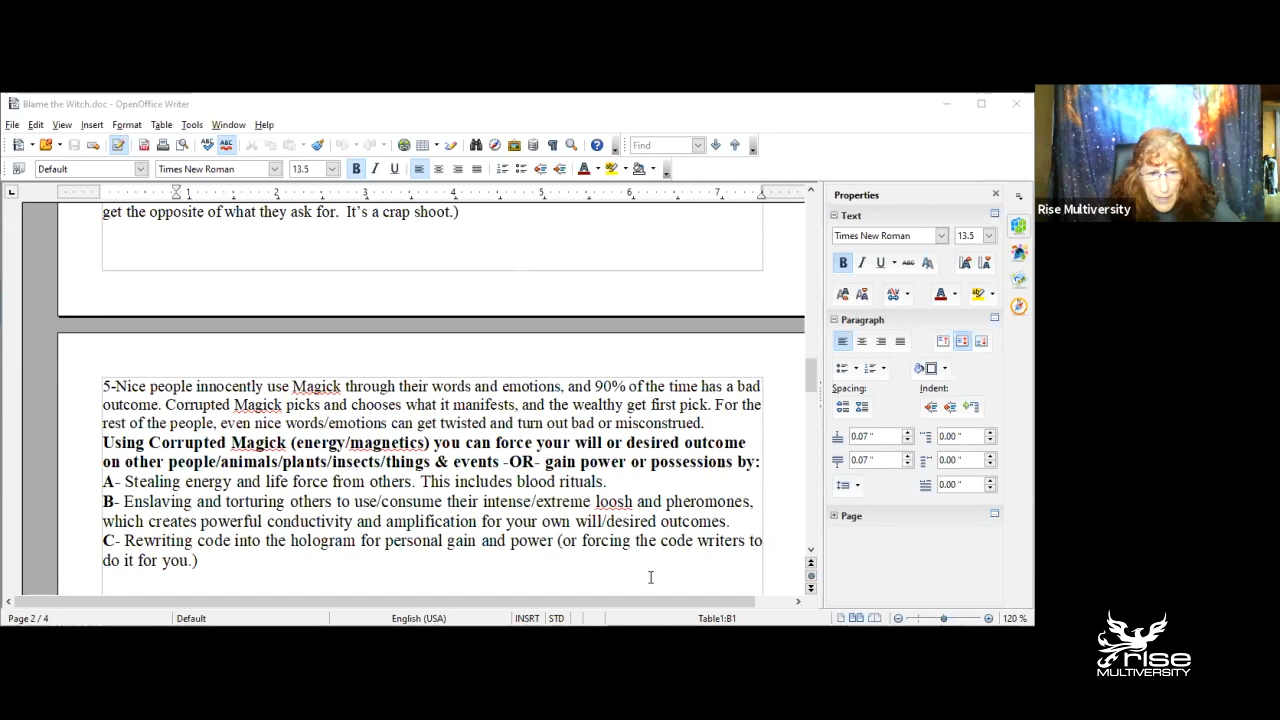 Blame the Witch.doc - OpenOffice Writer
File Edit View Insert Format Table Tools Window Help
Find
Default Times New Roman 13.5
1 2 3 4 5 6 7
get the opposite of what they ask for. It's a crap shoot.)
5-Nice people innocently use Magick through their words and emotions, and 90% of the time has a bad
outcome. Corrupted Magick picks and chooses what it manifests, and the wealthy get first pick. For the
rest of the people, even nice words/emotions can get twisted and turn out bad or misconstrued.
Using Corrupted Magick (energy/magnetics) you can force your will or desired outcome
on other people/animals/plants/insects/things & events -OR- gain power or possessions by:
A- Stealing energy and life force from others. This includes blood rituals.
B- Enslaving and torturing others to use/consume their intense/extreme loosh and pheromones,
which creates powerful conductivity and amplification for your own will/desired outcomes.
C- Rewriting code into the hologram for personal gain and power (or forcing the code writers to
do it for you.)
Page 2 / 4 Default English (USA) INSRT STD Table1:B1 120 %
Properties
Text
Times New Roman 13.5
Paragraph
Spacing: Indent:
0.07 " 0.00 "
0.07 " 0.00 "
0.00 "
Page
Rise Multiversity
rise
MULTIVERSITY